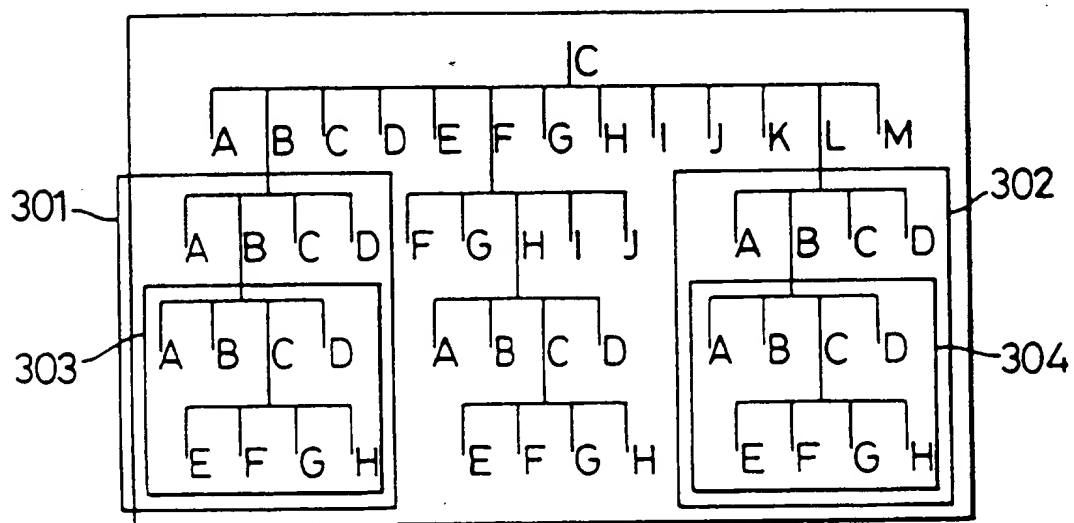 C
A B C D E F G H I J K L M
301 302
A B C D F G H I J A B C D
303 A B C D A B C D A B C D 304
E F G H E F G H E F G H